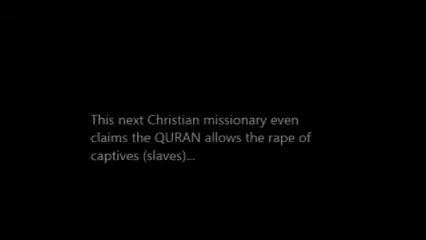 This next Christian missionary even
claims the QURAN allows the rape of
captives (slaves)...